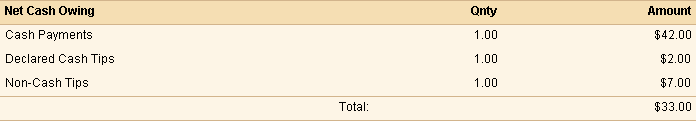 Net Cash Owing Qnty Amount
Cash Payments 1.00 $42.00
Declared Cash Tips 1.00 $2.00
Non-Cash Tips 1.00 $7.00
Total: $33.00